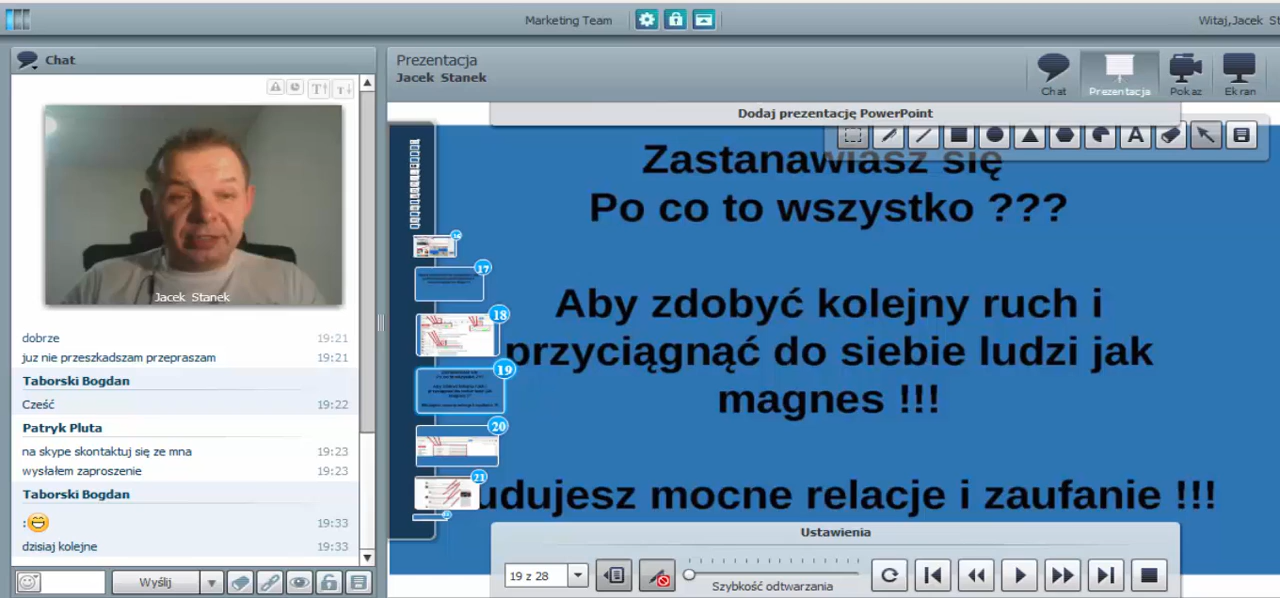 Marketing Team
Witaj,Jacek St
Chat
Prezentacja
Jacek Stanek
Chat
Prezentacja
Pokaz
Ekran
Dodaj prezentację PowerPoint
Zastanawiasz się
Po co to wszystko ???
Aby zdobyć kolejny ruch i
przyciągnąć do siebie ludzi jak
magnes !!!
udujesz mocne relacje i zaufanie !!!
Jacek Stanek
dobrze 19:21
juz nie przeszkadszam przepraszam 19:21
Taborski Bogdan
Cześć 19:22
Patryk Pluta
na skype skontaktuj się ze mna 19:23
wysłałem zaproszenie 19:23
Taborski Bogdan
: 19:33
dzisiaj kolejne 19:33
Wyślij
16
17
18
19
20
21
Ustawienia
19 z 28
Szybkość odtwarzania